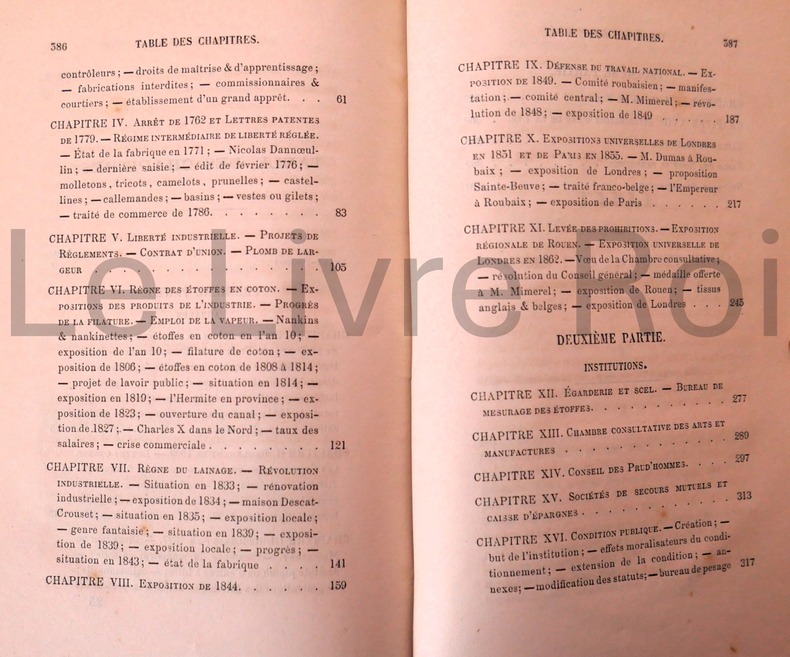 386 TABLE DES CHAPITRES.
contrôleurs ; — droits de maîtrise & d'apprentissage ;
— fabrications interdites ; — commissionnaires &
courtiers ; — établissement d'un grand apprêt. . . 61
CHAPITRE IV. Arrêt de 1762 et Lettres patentes
de 1779. — Régime intermédiaire de liberté réglée.
— État de la fabrique en 1771 ; — Nicolas Dannœul-
lin ; — dernière saisie ; — édit de février 1776 ; —
molletons, tricots, camelots, prunelles ; — castel-
lines ; — callemandes ; — basins ; — vestes ou gilets ;
— traité de commerce de 1786. . . . . . . . 83
CHAPITRE V. Liberté industrielle. — Projets de
Règlements. — Contrat d'union. — Plomb de lar-
geur . . . . . . . . . . . . . . 105
CHAPITRE VI. Règne des étoffes en coton. — Ex-
positions des produits de l'industrie. — Progrès
de la filature. — Emploi de la vapeur. — Nankins
& nankinettes ; — étoffes en coton en l'an 10 ; —
exposition de l'an 10 ; — filature de coton ; — ex-
position de 1806 ; — étoffes en coton de 1808 à 1814 ;
— projet de lavoir public ; — situation en 1814 ; —
exposition en 1819 ; — l'Hermite en province ; — ex-
position de 1823 ; — ouverture du canal ; — exposi-
tion de 1827 ; — Charles X dans le Nord ; — taux des
salaires ; — crise commerciale . . . . . . . . 121
CHAPITRE VII. Règne du lainage. — Révolution
industrielle. — Situation en 1833 ; — rénovation
industrielle ; — exposition de 1834 ; — maison Descat-
Crouset ; — situation en 1835 ; — exposition locale ;
— genre fantaisie ; — situation en 1839 ; — exposi-
tion de 1839 ; — exposition locale ; — progrès ; —
situation en 1843 ; — état de la fabrique . . . . 141
CHAPITRE VIII. Exposition de 1844. . . . . . 159
TABLE DES CHAPITRES. 387
CHAPITRE IX. Défense du travail national. — Ex-
position de 1849. — Comité roubaisien ; — manifes-
tation ; — comité central ; — M. Mimerel ; — révo-
lution de 1848 ; — exposition de 1849 . . . . . 187
CHAPITRE X. Expositions universelles de Londres
en 1851 et de Paris en 1855. — M. Dumas à Rou-
baix ; — exposition de Londres ; — proposition
Sainte-Beuve ; — traité franco-belge ; — l'Empereur
à Roubaix ; — exposition de Paris . . . . . . 217
CHAPITRE XI. Levée des prohibitions. — Exposition
régionale de Rouen. — Exposition universelle de
Londres en 1862. — Vœu de la Chambre consultative ;
— résolution du Conseil général ; — médaille offerte
à M. Mimerel ; — exposition de Rouen ; — tissus
anglais & belges ; — exposition de Londres . . . 245
DEUXIÈME PARTIE.
INSTITUTIONS.
CHAPITRE XII. Égarderie et scel. — Bureau de
mesurage des étoffes. . . . . . . . . . . 277
CHAPITRE XIII. Chambre consultative des arts et
manufactures . . . . . . . . . . . . . 289
CHAPITRE XIV. Conseil des Prud'hommes. . . . . 297
CHAPITRE XV. Sociétés de secours mutuels et
caisse d'épargnes . . . . . . . . . . . 313
CHAPITRE XVI. Condition publique. — Création ; —
but de l'institution ; — effets moralisateurs du condi-
tionnement ; — extension de la condition ; — an-
nexes ; — modification des statuts ; — bureau de pesage 317
Le Livre Roi